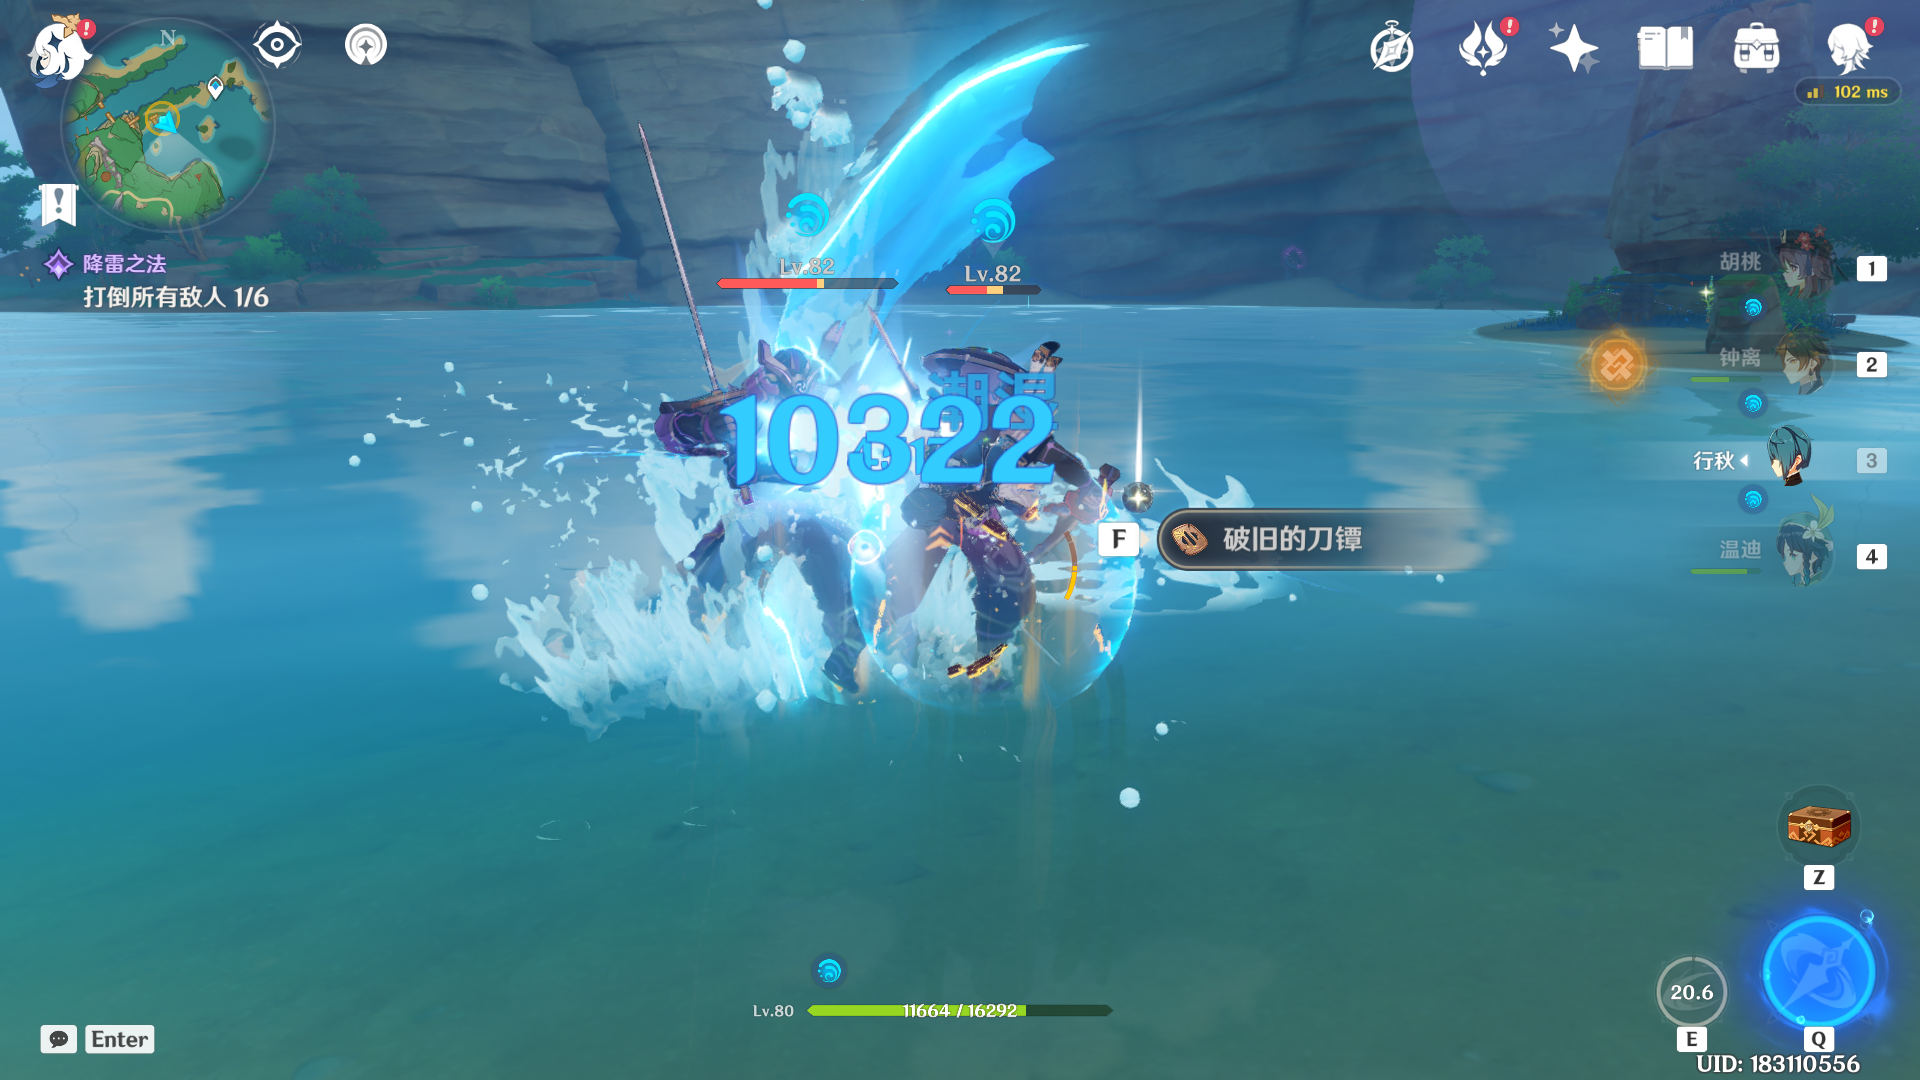 N
102 ms
降雷之法
打倒所有敌人 1/6
Lv.82
Lv.82
胡桃
1
钟离
2
潮湿
10322
行秋
3
F
破旧的刀镡
温迪
4
Z
20.6
Lv.80
11664 / 16292
Enter
E
Q
UID: 183110556